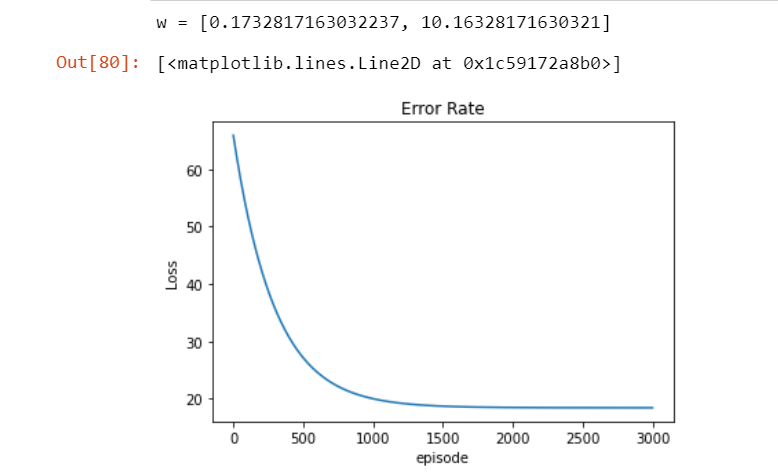 w = [0.1732817163032237, 10.16328171630321]
Out[80]: [<matplotlib.lines.Line2D at 0x1c59172a8b0>]
Error Rate
60
50
40
30
20
Loss
0 500 1000 1500 2000 2500 3000
episode